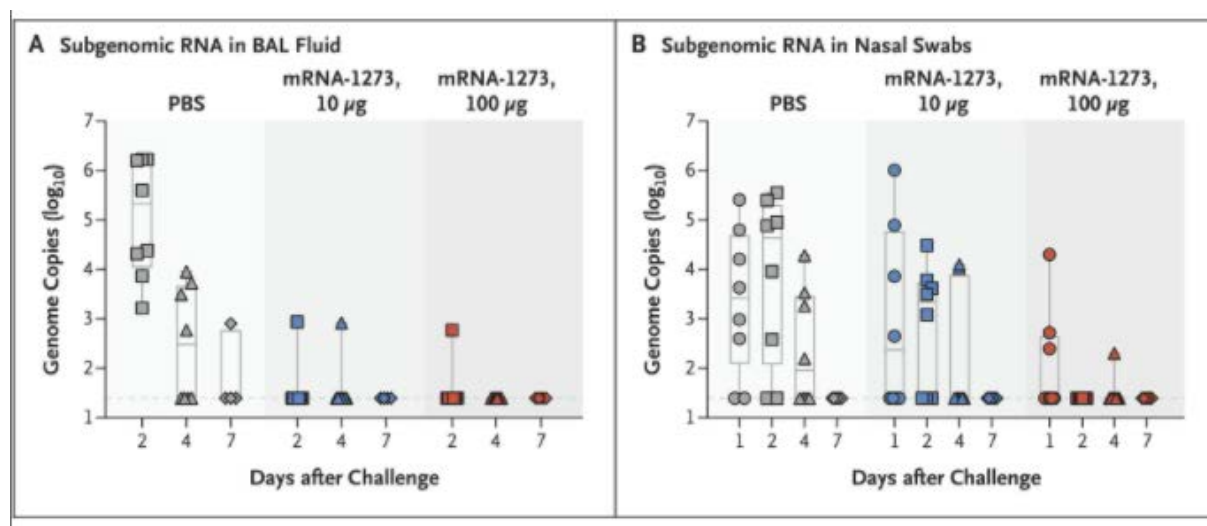 A Subgenomic RNA in BAL Fluid
PBS
mRNA-1273,
10 μg
mRNA-1273,
100 μg
Genome Copies (log10)
7
6
5
4
3
2
1
2 4 7 2 4 7 2 4 7
Days after Challenge
B Subgenomic RNA in Nasal Swabs
PBS
mRNA-1273,
10 μg
mRNA-1273,
100 μg
Genome Copies (log10)
7
6
5
4
3
2
1
1 2 4 7 1 2 4 7 1 2 4 7
Days after Challenge